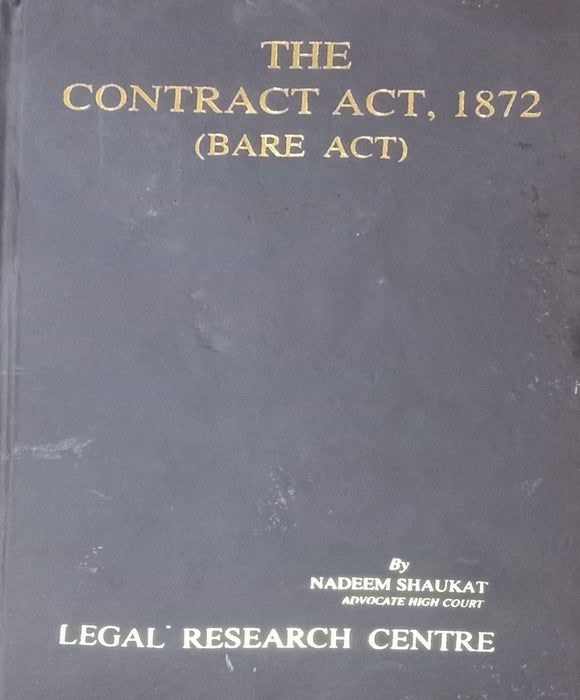 THE
CONTRACT ACT, 1872
(BARE ACT)
By
NADEEM SHAUKAT
ADVOCATE HIGH COURT
LEGAL RESEARCH CENTRE